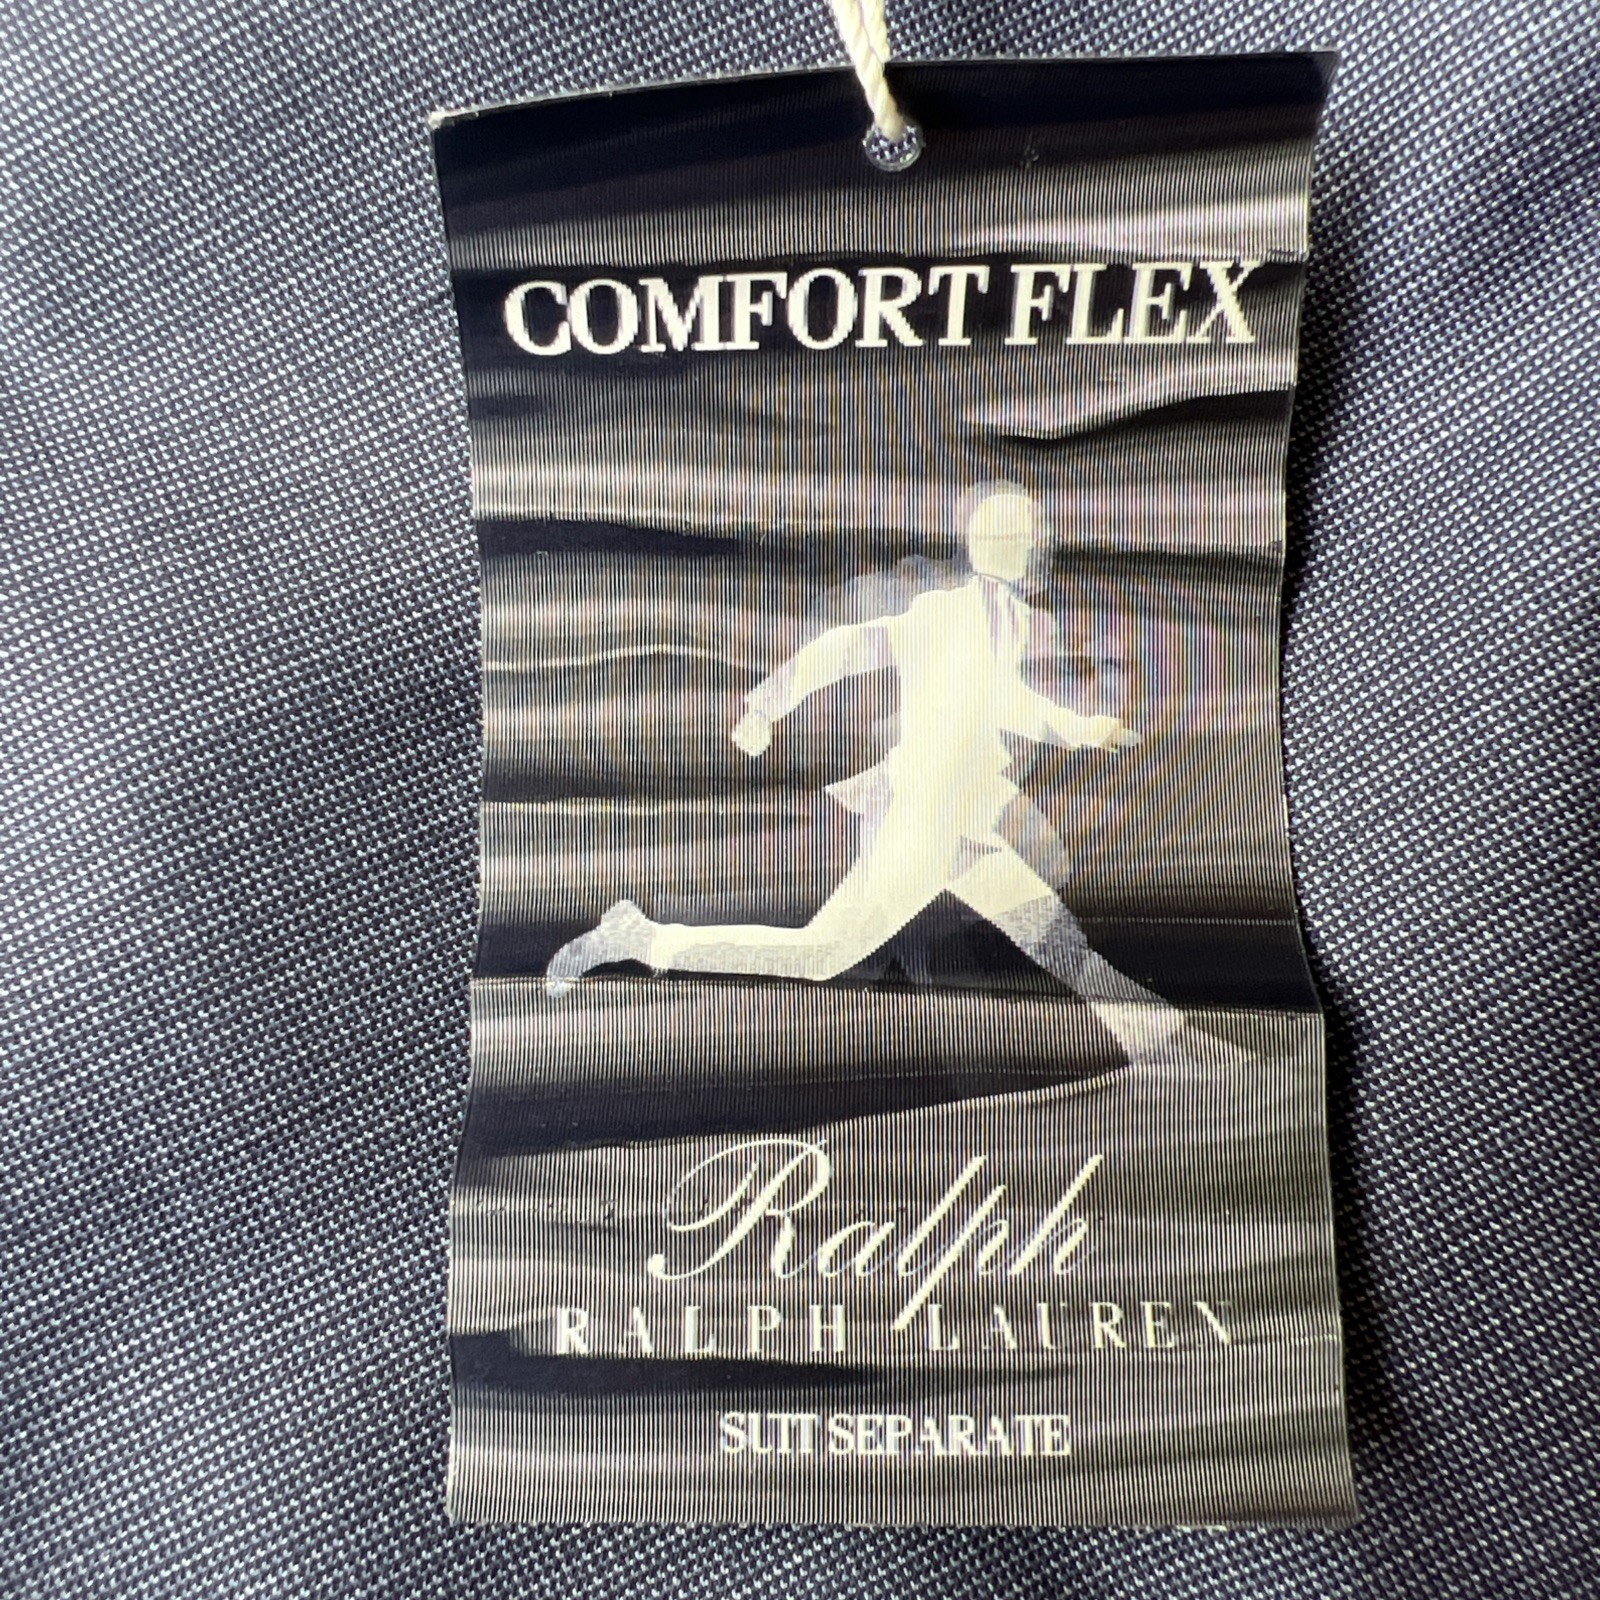 COMFORT FLEX
Ralph
RALPH LAUREN
SUIT SEPARATE